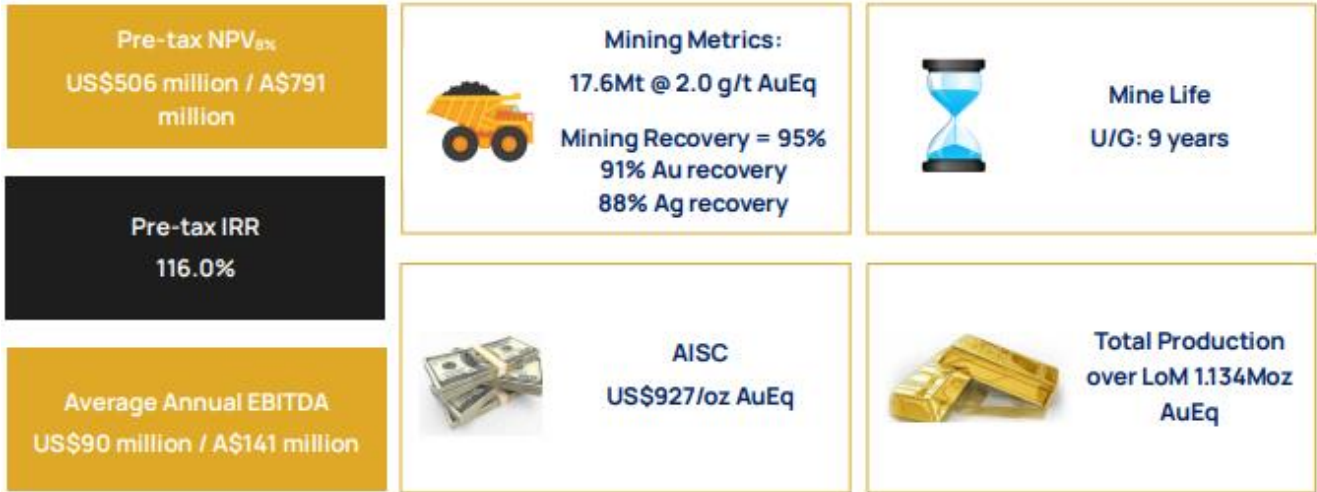 Pre-tax NPV8%
US$506 million / A$791
million
Pre-tax IRR
116.0%
Average Annual EBITDA
US$90 million / A$141 million
Mining Metrics:
17.6Mt @ 2.0 g/t AuEq
Mining Recovery = 95%
91% Au recovery
88% Ag recovery
Mine Life
U/G: 9 years
AISC
US$927/oz AuEq
Total Production
over LoM 1.134Moz
AuEq